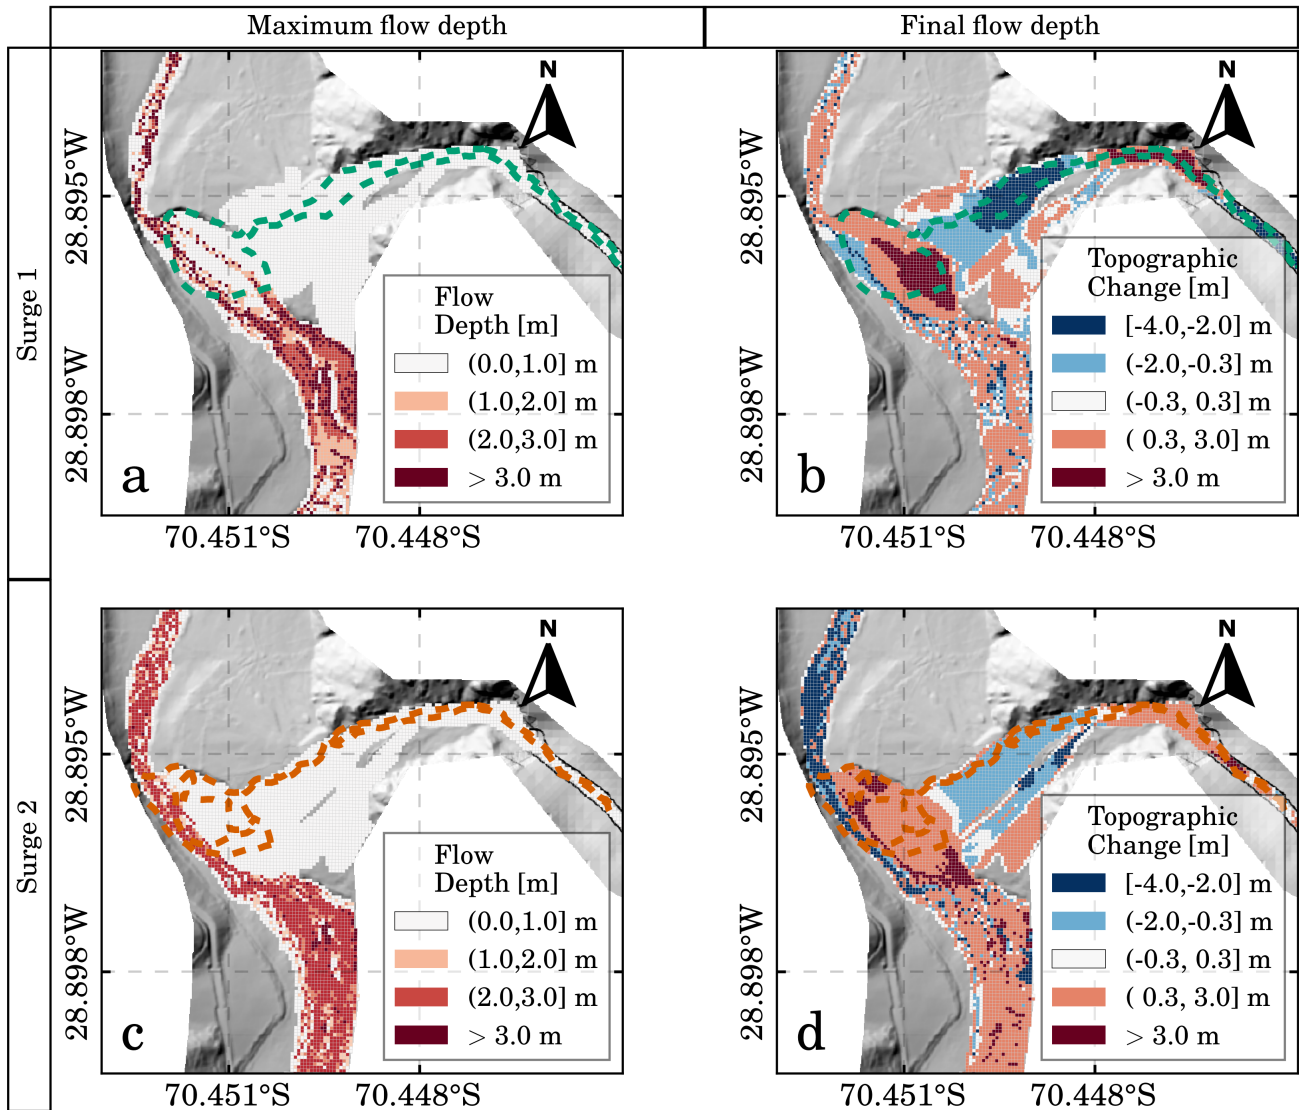 Maximum flow depth
Final flow depth
Surge 1
N
28.895°W
28.898°W
Flow
Depth [m]
(0.0,1.0] m
(1.0,2.0] m
(2.0,3.0] m
> 3.0 m
a
70.451°S
70.448°S
N
28.895°W
28.898°W
Topographic
Change [m]
[-4.0,-2.0] m
(-2.0,-0.3] m
(-0.3, 0.3] m
( 0.3, 3.0] m
> 3.0 m
b
70.451°S
70.448°S
Surge 2
N
28.895°W
28.898°W
Flow
Depth [m]
(0.0,1.0] m
(1.0,2.0] m
(2.0,3.0] m
> 3.0 m
c
70.451°S
70.448°S
N
28.895°W
28.898°W
Topographic
Change [m]
[-4.0,-2.0] m
(-2.0,-0.3] m
(-0.3, 0.3] m
( 0.3, 3.0] m
> 3.0 m
d
70.451°S
70.448°S